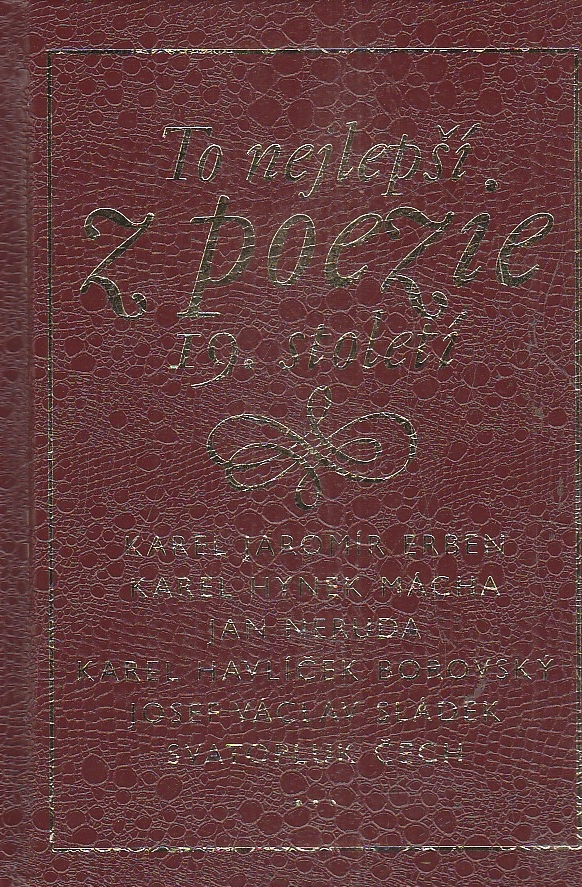 To nejlepší
z poezie
19. století
KAREL JAROMÍR ERBEN
KAREL HYNEK MÁCHA
JAN NERUDA
KAREL HAVLÍČEK BOROVSKÝ
JOSEF VÁCLAV SLÁDEK
SVATOPLUK ČECH
...